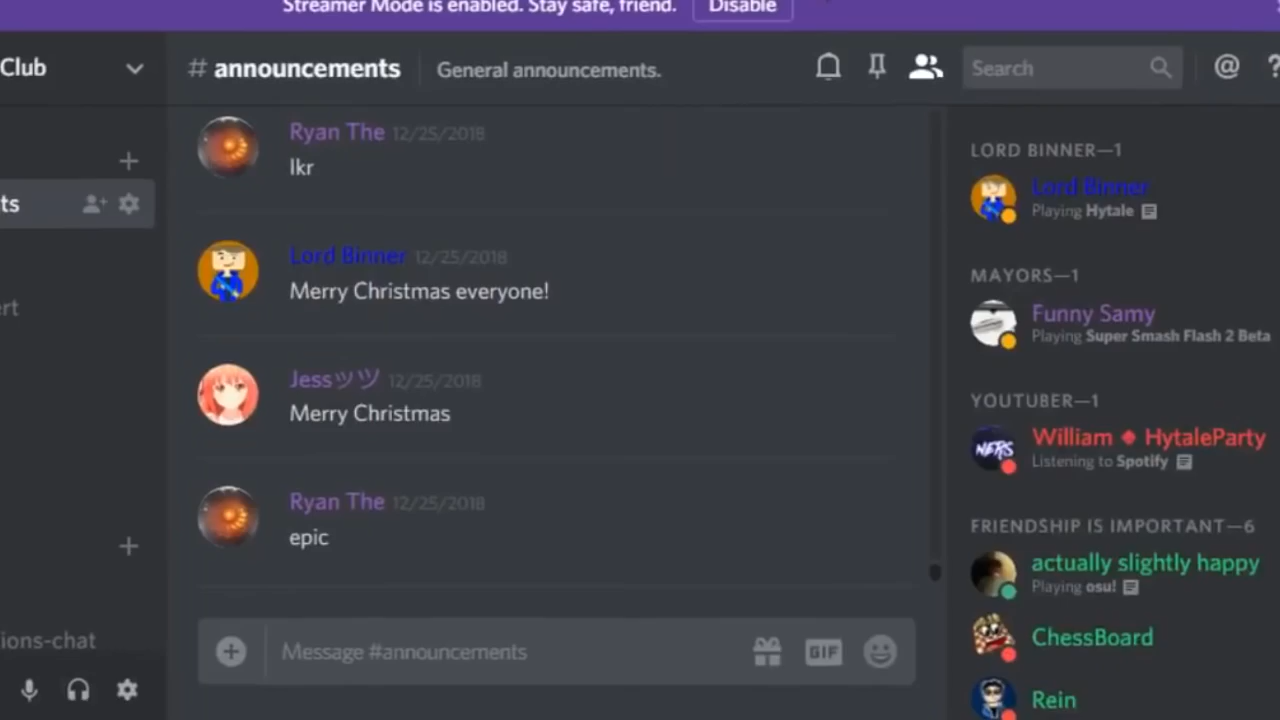 Streamer Mode is enabled. Stay safe, friend. Disable
Club
# announcements General announcements.
Search
@ ?
Ryan The 12/25/2018
Ikr
Lord Binner 12/25/2018
Merry Christmas everyone!
Jessッツ 12/25/2018
Merry Christmas
Ryan The 12/25/2018
epic
Message #announcements
GIF
ts
rt
ions-chat
LORD BINNER—1
Lord Binner
Playing Hytale
MAYORS—1
Funny Samy
Playing Super Smash Flash 2 Beta
YOUTUBER—1
NERS
William ♦ HytaleParty
Listening to Spotify
FRIENDSHIP IS IMPORTANT—6
actually slightly happy
Playing osu!
ChessBoard
Rein